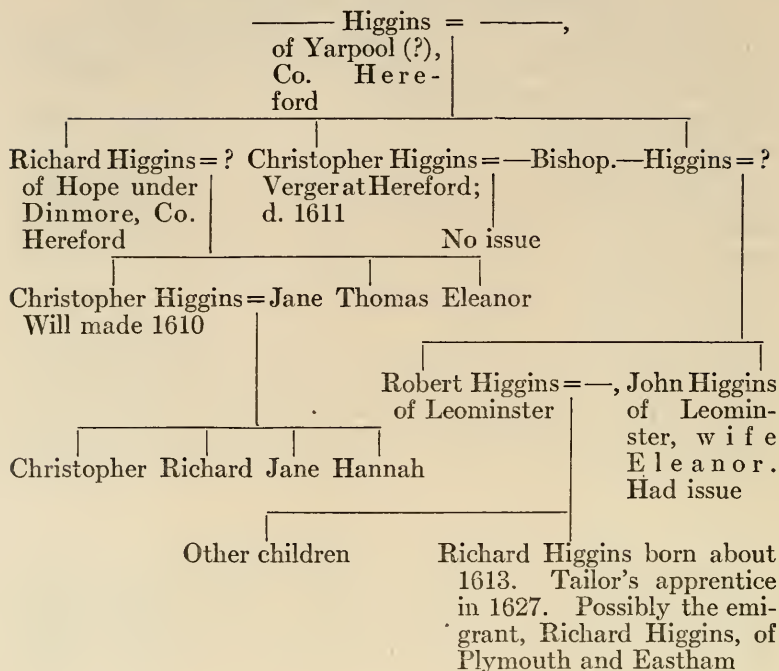 —— Higgins = ——,
of Yarpool (?),
Co. Here-
ford
Richard Higgins = ? Christopher Higgins = —Bishop. —Higgins = ?
of Hope under Verger at Hereford;
Dinmore, Co. d. 1611
Hereford No issue
Christopher Higgins = Jane Thomas Eleanor
Will made 1610
Robert Higgins = —, John Higgins
of Leominster of Leomin-
ster, wife
Eleanor.
Had issue
Christopher Richard Jane Hannah
Other children Richard Higgins born about
1613. Tailor's apprentice
in 1627. Possibly the emi-
grant, Richard Higgins, of
Plymouth and Eastham